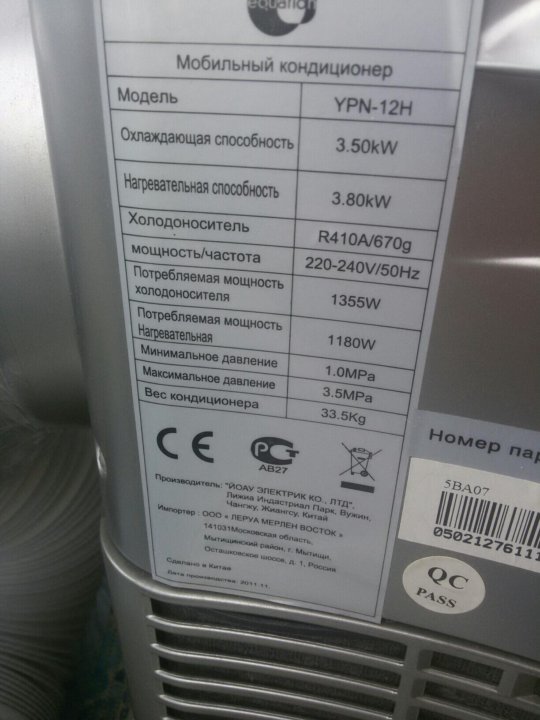 equation
Мобильный кондиционер
Модель YPN-12H
Охлаждающая способность 3.50kW
Нагревательная способность 3.80kW
Холодоноситель R410A/670g
мощность/частота 220-240V/50Hz
Потребляемая мощность
холодоносителя 1355W
Потребляемая мощность
Нагревательная 1180W
Минимальное давление 1.0MPa
Максимальное давление 3.5MPa
Вес кондиционера 33.5Kg
CE
РСТ
АВ27
Производитель: "ЙОАУ ЭЛЕКТРИК КО., ЛТД",
Лижиа Индастриал Парк, Вужин,
Чангжу, Жиангсу, Китай
Импортер : ООО « ЛЕРУА МЕРЛЕН ВОСТОК »
141031Московская область,
Мытищинский район, г. Мытищи,
Осташковское шоссе, д. 1, Россия
Сделано в Китае
Дата производства: 2011.11.
Номер пар
5BA07
05021276111
QC
PASS